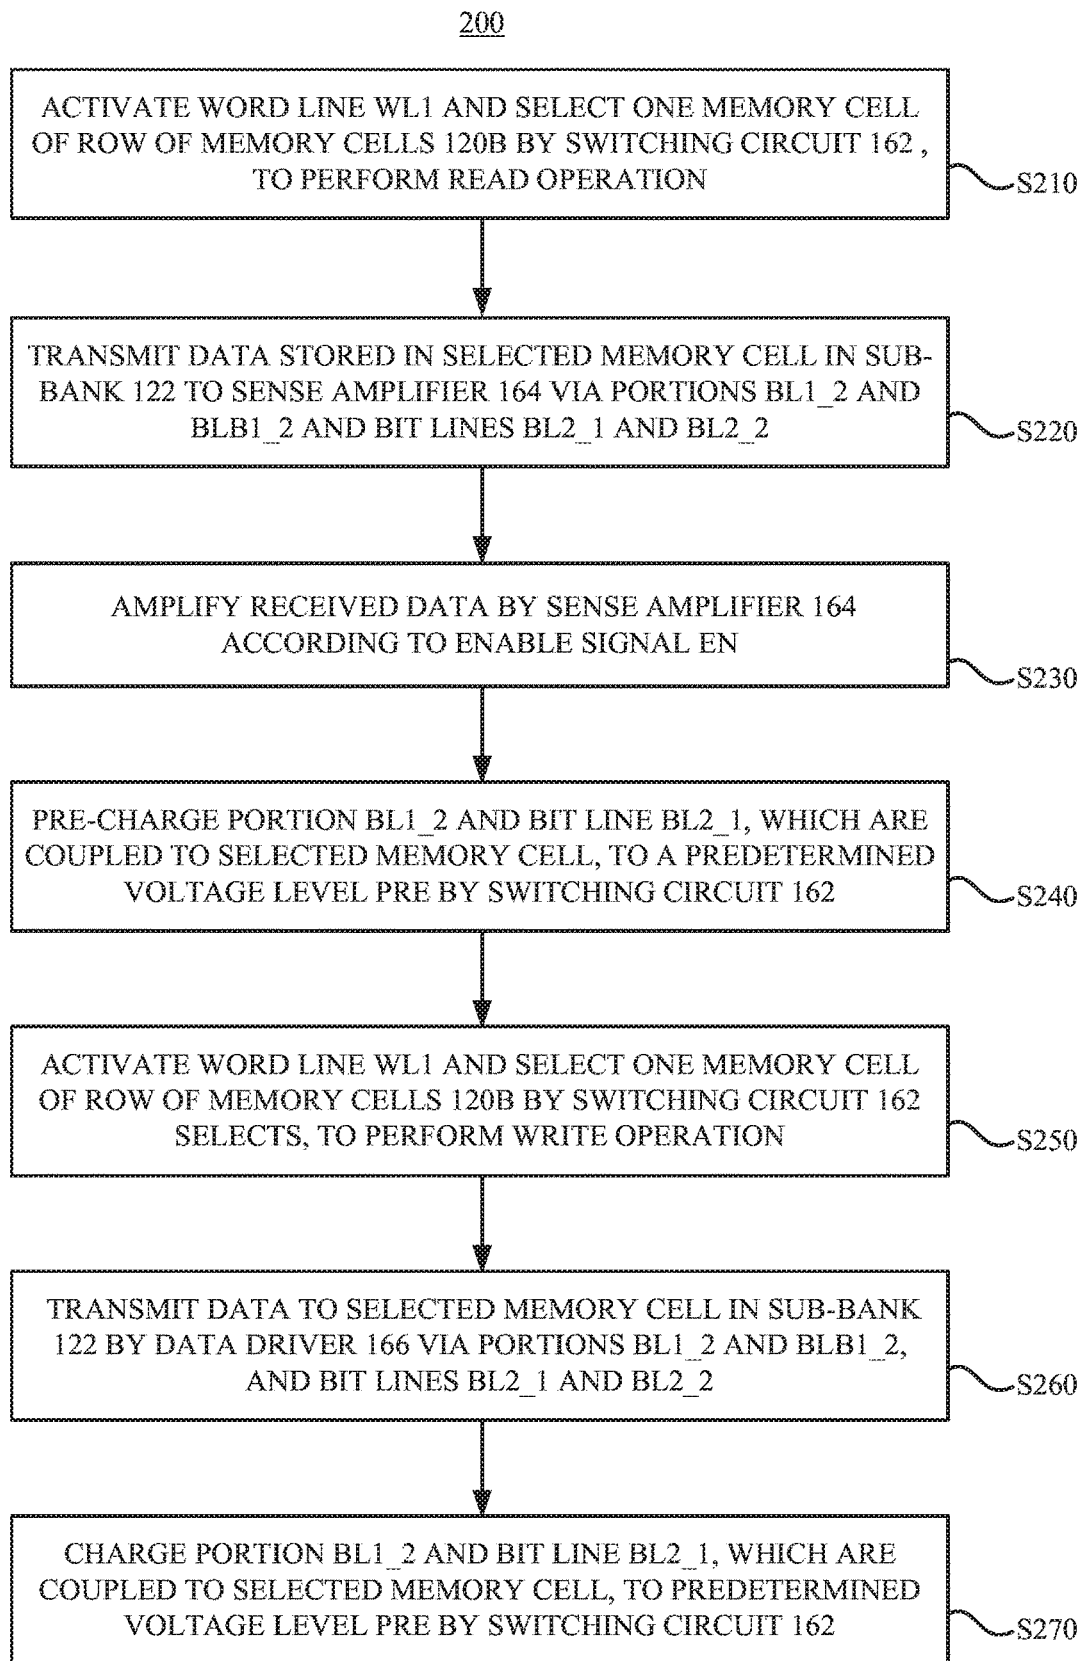 200
ACTIVATE WORD LINE WL1 AND SELECT ONE MEMORY CELL
OF ROW OF MEMORY CELLS 120B BY SWITCHING CIRCUIT 162 ,
TO PERFORM READ OPERATION
S210
TRANSMIT DATA STORED IN SELECTED MEMORY CELL IN SUB-
BANK 122 TO SENSE AMPLIFIER 164 VIA PORTIONS BL1_2 AND
BLB1_2 AND BIT LINES BL2_1 AND BL2_2
S220
AMPLIFY RECEIVED DATA BY SENSE AMPLIFIER 164
ACCORDING TO ENABLE SIGNAL EN
S230
PRE-CHARGE PORTION BL1_2 AND BIT LINE BL2_1, WHICH ARE
COUPLED TO SELECTED MEMORY CELL, TO A PREDETERMINED
VOLTAGE LEVEL PRE BY SWITCHING CIRCUIT 162
S240
ACTIVATE WORD LINE WL1 AND SELECT ONE MEMORY CELL
OF ROW OF MEMORY CELLS 120B BY SWITCHING CIRCUIT 162
SELECTS, TO PERFORM WRITE OPERATION
S250
TRANSMIT DATA TO SELECTED MEMORY CELL IN SUB-BANK
122 BY DATA DRIVER 166 VIA PORTIONS BL1_2 AND BLB1_2,
AND BIT LINES BL2_1 AND BL2_2
S260
CHARGE PORTION BL1_2 AND BIT LINE BL2_1, WHICH ARE
COUPLED TO SELECTED MEMORY CELL, TO PREDETERMINED
VOLTAGE LEVEL PRE BY SWITCHING CIRCUIT 162
S270